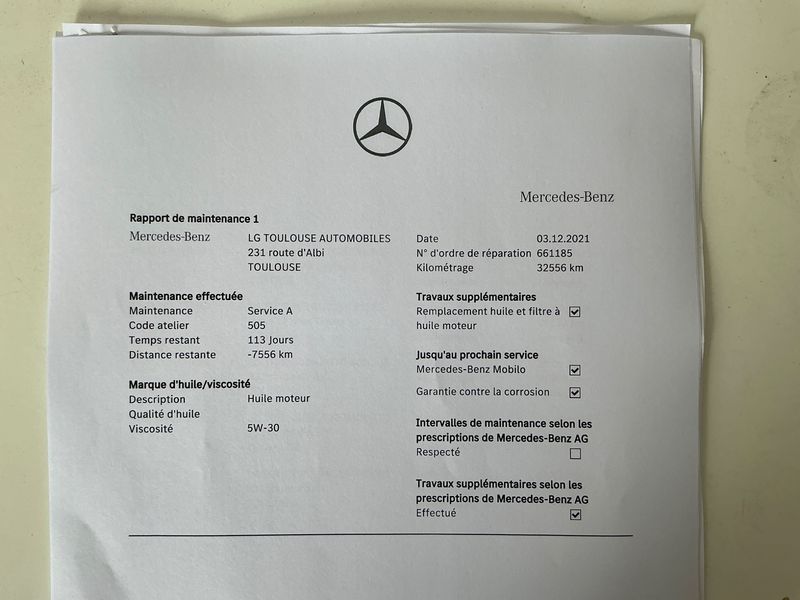 Mercedes-Benz
Rapport de maintenance 1
Mercedes-Benz LG TOULOUSE AUTOMOBILES
231 route d'Albi
TOULOUSE
Date 03.12.2021
N° d'ordre de réparation 661185
Kilométrage 32556 km
Maintenance effectuée
Maintenance Service A
Code atelier 505
Temps restant 113 Jours
Distance restante -7556 km
Marque d'huile/viscosité
Description Huile moteur
Qualité d'huile
Viscosité 5W-30
Travaux supplémentaires
Remplacement huile et filtre à
huile moteur
Jusqu'au prochain service
Mercedes-Benz Mobilo
Garantie contre la corrosion
Intervalles de maintenance selon les
prescriptions de Mercedes-Benz AG
Respecté
Travaux supplémentaires selon les
prescriptions de Mercedes-Benz AG
Effectué